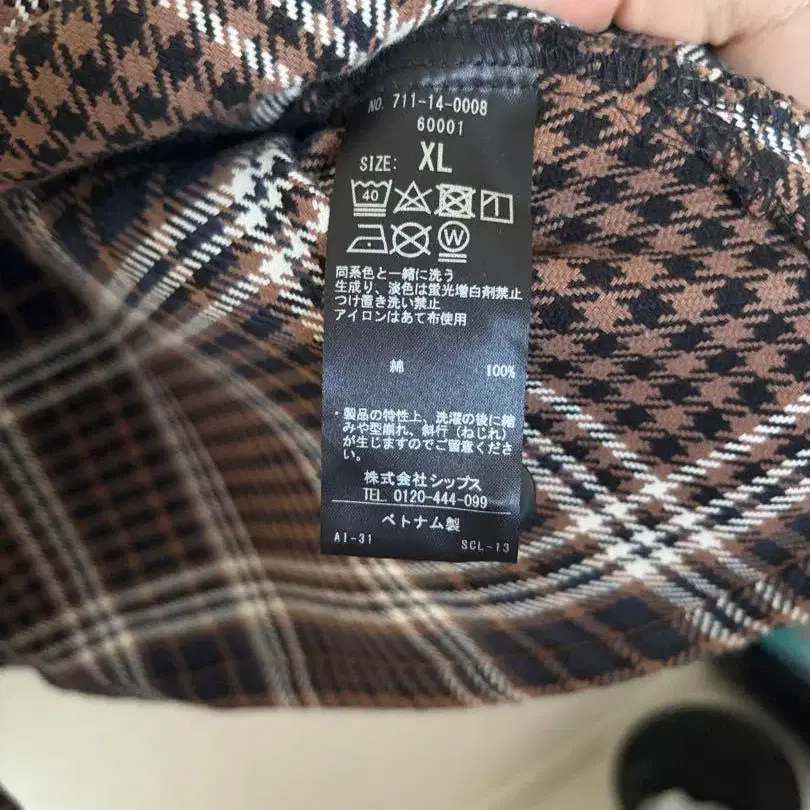 NO. 711-14-0008
60001
SIZE: XL
40
W
同系色と一緒に洗う
生成り、淡色は蛍光増白剤禁止
つけ置き洗い禁止
アイロンはあて布使用
綿 100%
・製品の特性上、洗濯の後に縮
みや型崩れ、斜行(ねじれ)
が生じますのでご留意くださ
い。
株式会社シップス
TEL. 0120-444-099
ベトナム製
AI-31 SCL-13